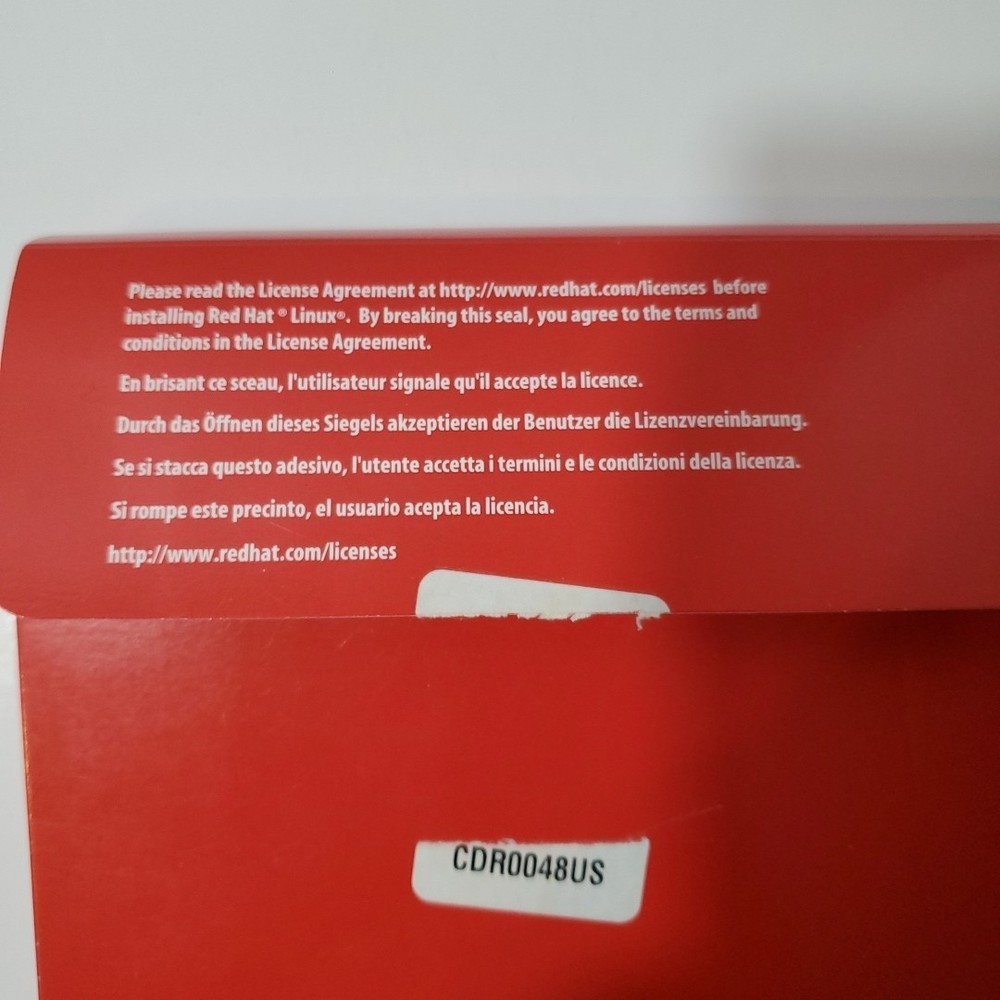 Please read the License Agreement at http://www.redhat.com/licenses before
installing Red Hat ® Linux®. By breaking this seal, you agree to the terms and
conditions in the License Agreement.
En brisant ce sceau, l'utilisateur signale qu'il accepte la licence.
Durch das Öffnen dieses Siegels akzeptieren der Benutzer die Lizenzvereinbarung.
Se si stacca questo adesivo, l'utente accetta i termini e le condizioni della licenza.
Si rompe este precinto, el usuario acepta la licencia.
http://www.redhat.com/licenses
CDR0048US